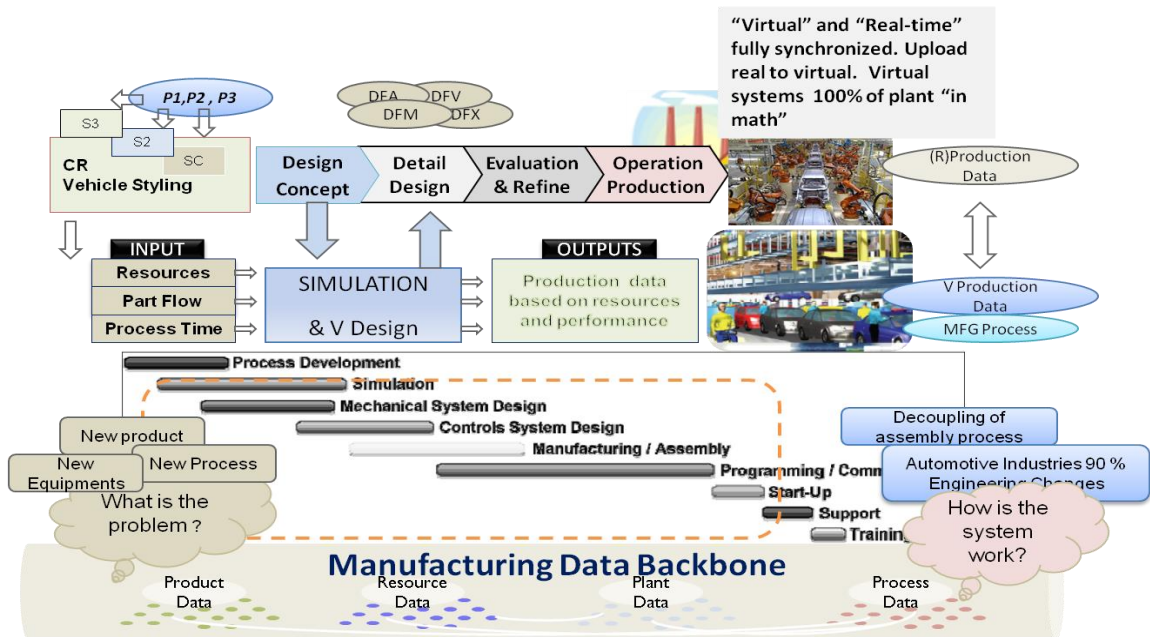 “Virtual” and “Real-time”
fully synchronized. Upload
real to virtual. Virtual
systems 100% of plant “in
math”
P1,P2 , P3
S3
S2
SC
CR
Vehicle Styling
DFA
DFV
DFM
DFX
Design
Concept
Detail
Design
Evaluation
& Refine
Operation
Production
(R)Production
Data
INPUT
Resources
Part Flow
Process Time
SIMULATION
& V Design
OUTPUTS
Production data
based on resources
and performance
V Production
Data
MFG Process
Process Development
Simulation
Mechanical System Design
Controls System Design
Manufacturing / Assembly
Programming / Comm
Start-Up
Support
Training
New product
New
Equipments
New Process
What is the
problem ?
Decoupling of
assembly process
Automotive Industries 90 %
Engineering Changes
How is the
system
work?
Manufacturing Data Backbone
Product
Data
Resource
Data
Plant
Data
Process
Data